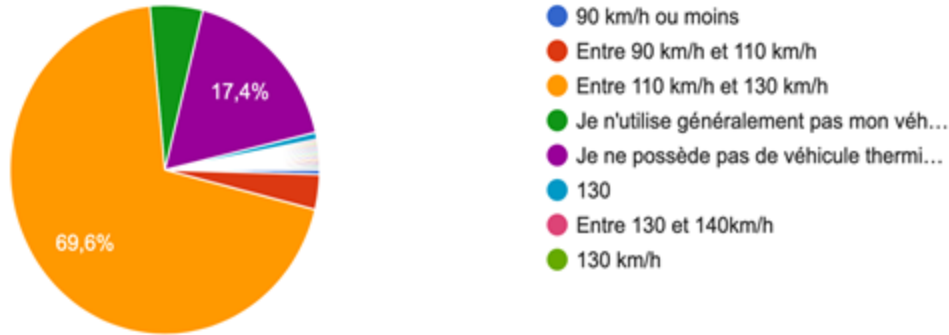 17,4%
69,6%
90 km/h ou moins
Entre 90 km/h et 110 km/h
Entre 110 km/h et 130 km/h
Je n'utilise généralement pas mon véh…
Je ne possède pas de véhicule thermi…
130
Entre 130 et 140km/h
130 km/h